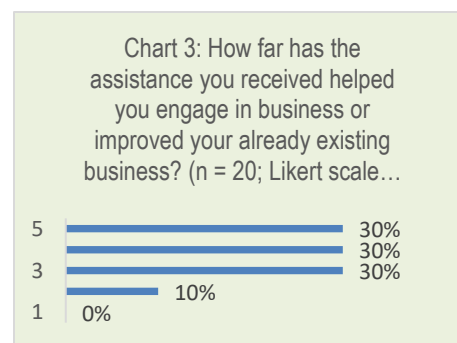 Chart 3: How far has the
assistance you received helped
you engage in business or
improved your already existing
business? (n = 20; Likert scale…
5 30%
30%
3 30%
10%
1 0%